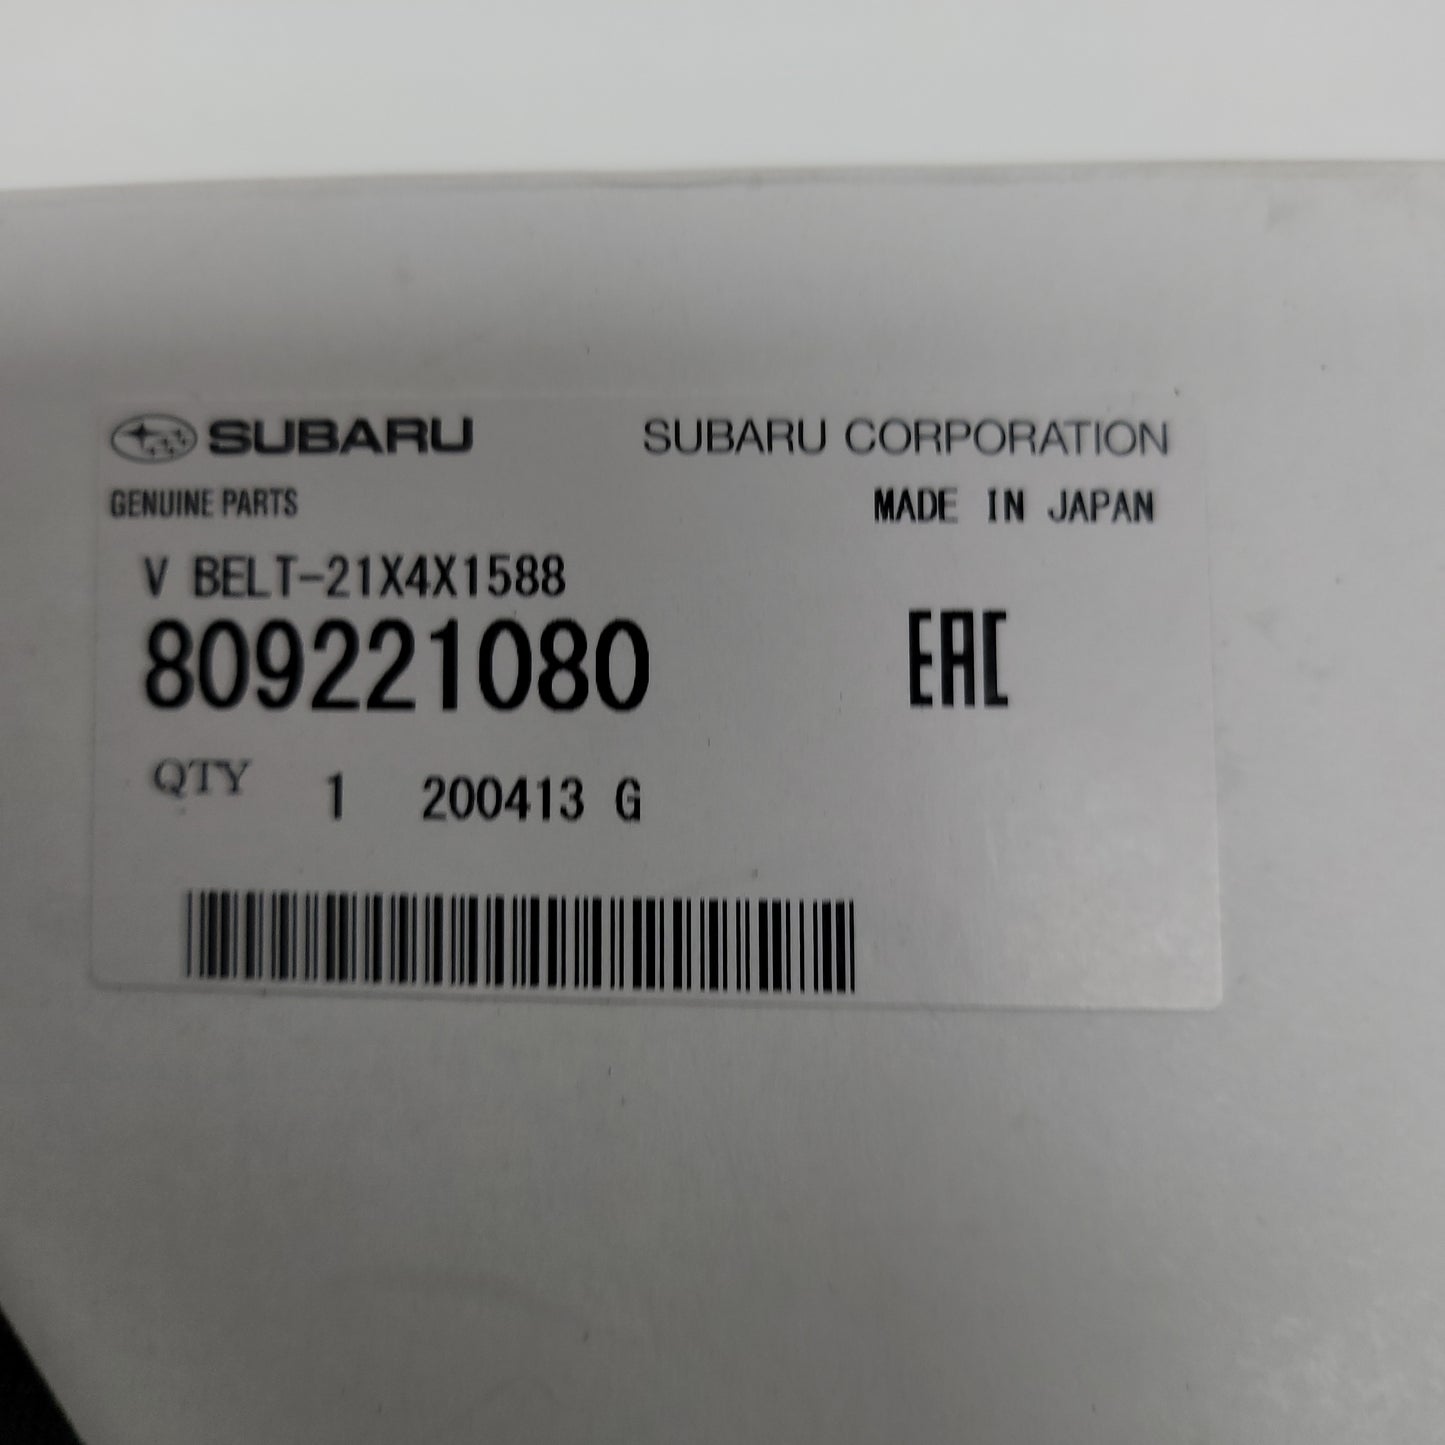 SUBARU SUBARU CORPORATION
GENUINE PARTS MADE IN JAPAN
V BELT-21X4X1588
809221080 EAC
QTY 1 200413 G